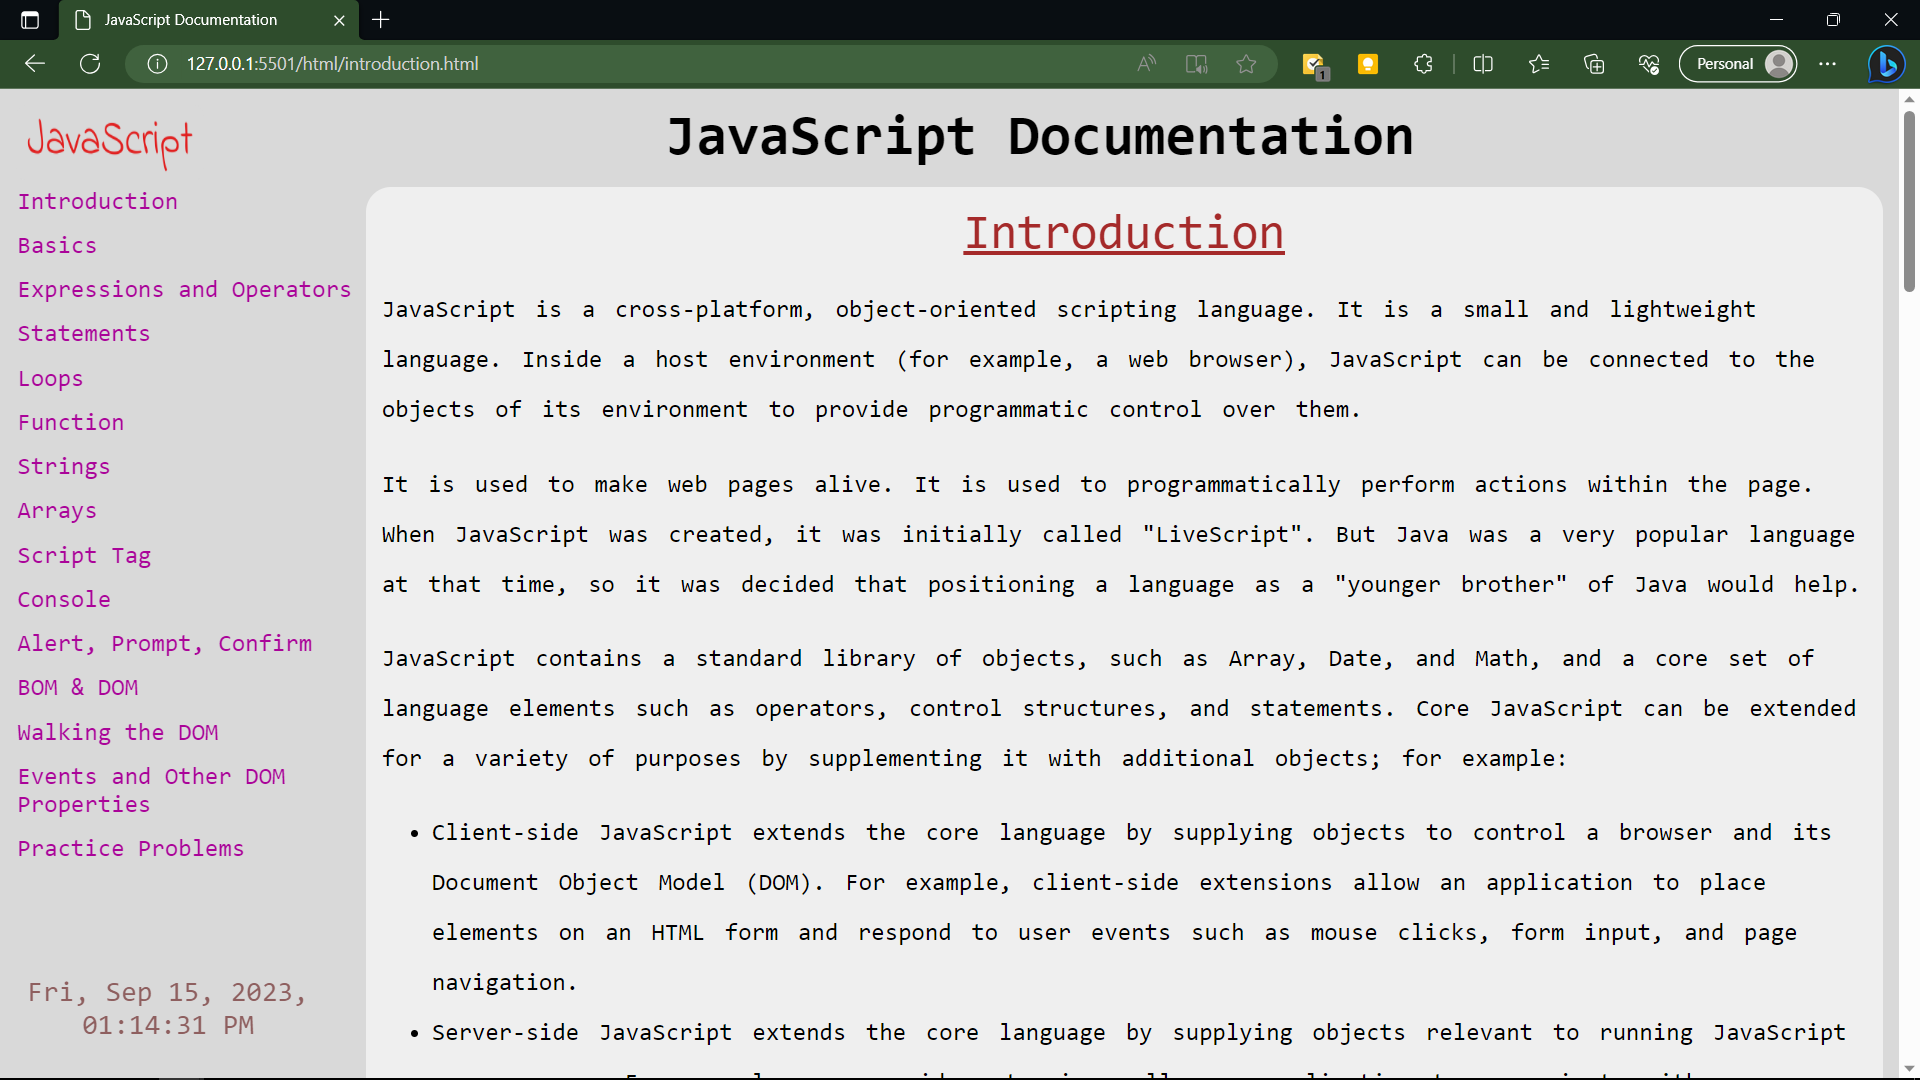 JavaScript Documentation
127.0.0.1:5501/html/introduction.html
1
Personal
JavaScript
JavaScript Documentation
Introduction
Basics
Expressions and Operators
Statements
Loops
Function
Strings
Arrays
Script Tag
Console
Alert, Prompt, Confirm
BOM & DOM
Walking the DOM
Events and Other DOM
Properties
Practice Problems
Fri, Sep 15, 2023,
01:14:31 PM
Introduction
JavaScript is a cross-platform, object-oriented scripting language. It is a small and lightweight
language. Inside a host environment (for example, a web browser), JavaScript can be connected to the
objects of its environment to provide programmatic control over them.
It is used to make web pages alive. It is used to programmatically perform actions within the page.
When JavaScript was created, it was initially called "LiveScript". But Java was a very popular language
at that time, so it was decided that positioning a language as a "younger brother" of Java would help.
JavaScript contains a standard library of objects, such as Array, Date, and Math, and a core set of
language elements such as operators, control structures, and statements. Core JavaScript can be extended
for a variety of purposes by supplementing it with additional objects; for example:
• Client-side JavaScript extends the core language by supplying objects to control a browser and its
Document Object Model (DOM). For example, client-side extensions allow an application to place
elements on an HTML form and respond to user events such as mouse clicks, form input, and page
navigation.
• Server-side JavaScript extends the core language by supplying objects relevant to running JavaScript